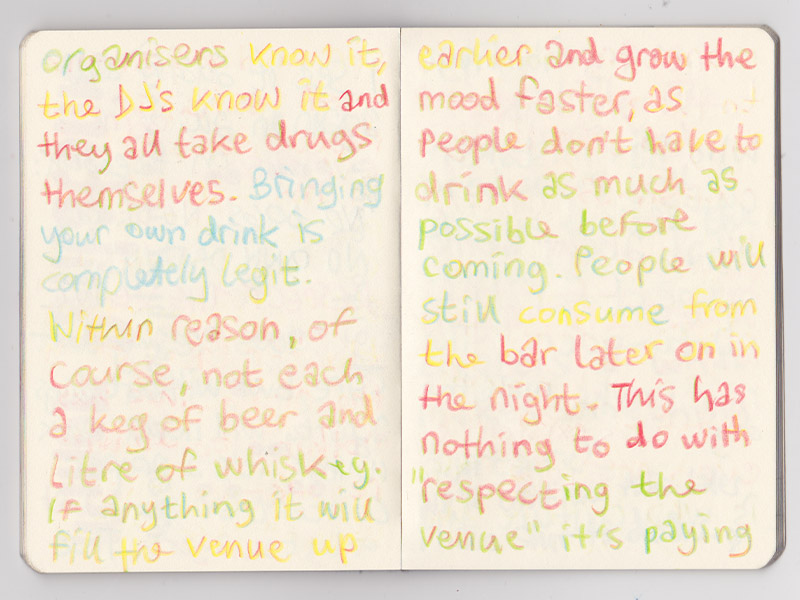 organisers know it,
the DJ's know it and
they all take drugs
themselves. Bringing
your own drink is
completely legit.
Within reason, of
course, not each
a keg of beer and
litre of whiskey.
If anything it will
fill the venue up
earlier and grow the
mood faster, as
people don't have to
drink as much as
possible before
coming. People will
still consume from
the bar later on in
the night. This has
nothing to do with
"respecting the
venue" it's paying